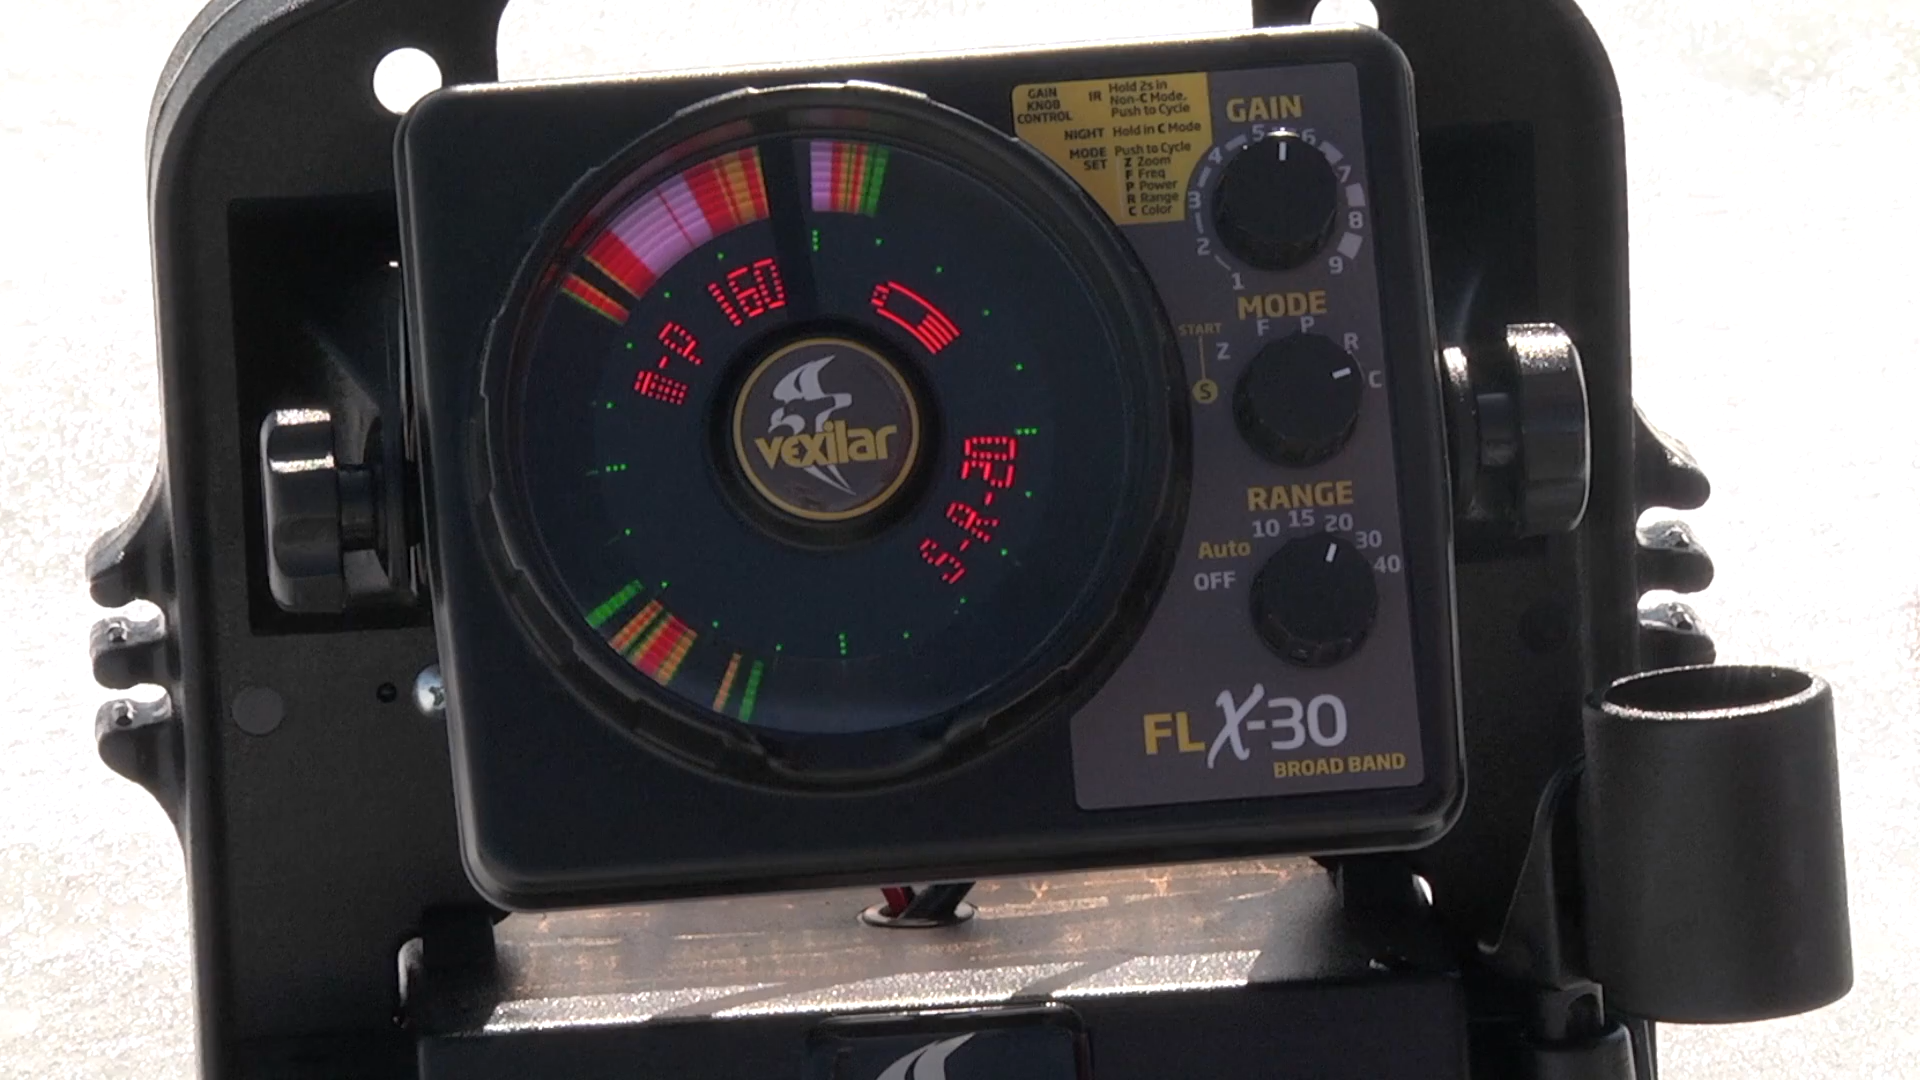 GAIN KNOB CONTROL
IR Hold 2s in
Non-C Mode,
Push to Cycle
NIGHT Hold in C Mode
MODE SET Push to Cycle
Z Zoom
F Freq
P Power
R Range
C Color
GAIN
1 2 3 4 5 6 7 8 9
MODE
START
S Z F P R C
RANGE
OFF Auto 10 15 20 30 40
FLX-30
BROAD BAND
160
vexilar